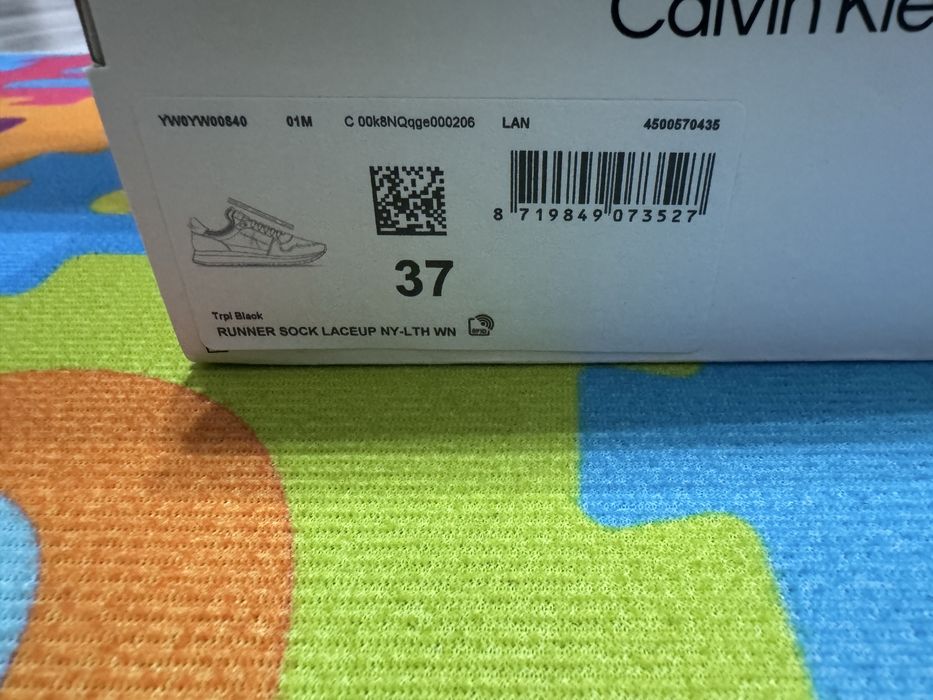 Calvin Kle
YW0YW00840 01M C 00k8NQqge000206 LAN 4500570435
8 719849 073527
37
Trpl Black
RUNNER SOCK LACEUP NY-LTH WN
RFID